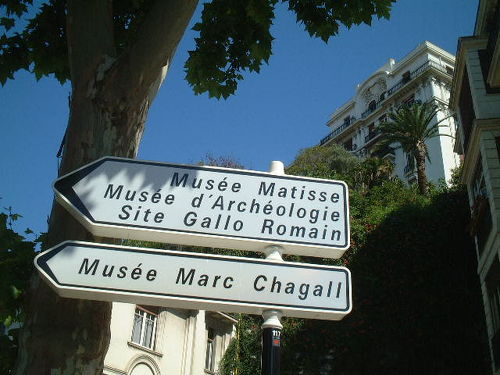 Musée Matisse
Musée d'Archéologie
Site Gallo Romain
Musée Marc Chagall